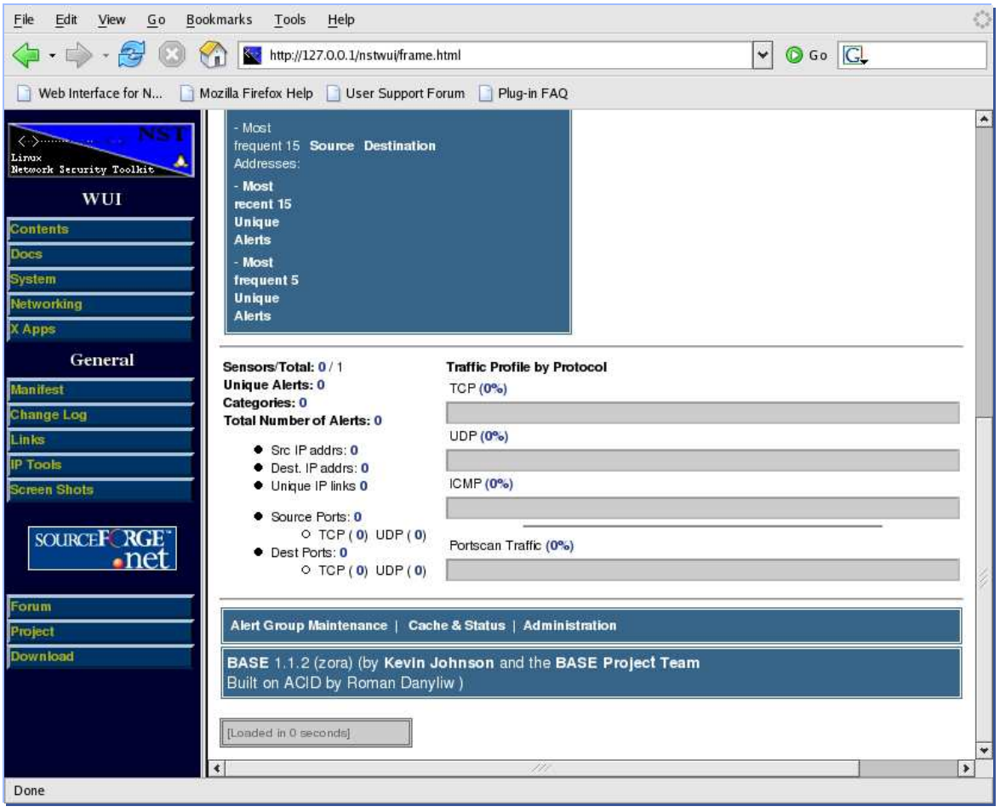 File Edit View Go Bookmarks Tools Help
http://127.0.0.1/nstwui/frame.html
Go
G
Web Interface for N... Mozilla Firefox Help User Support Forum Plug-in FAQ
NST
Linux
Network Security Toolkit
WUI
Contents
Docs
System
Networking
X Apps
General
Manifest
Change Log
Links
IP Tools
Screen Shots
SOURCEFORGE™
.net
Forum
Project
Download
- Most
frequent 15 Source Destination
Addresses:
- Most
recent 15
Unique
Alerts
- Most
frequent 5
Unique
Alerts
Sensors/Total: 0 / 1
Unique Alerts: 0
Categories: 0
Total Number of Alerts: 0
Src IP addrs: 0
Dest. IP addrs: 0
Unique IP links 0
Source Ports: 0
TCP ( 0) UDP ( 0)
Dest Ports: 0
TCP ( 0) UDP ( 0)
Traffic Profile by Protocol
TCP (0%)
UDP (0%)
ICMP (0%)
Portscan Traffic (0%)
Alert Group Maintenance | Cache & Status | Administration
BASE 1.1.2 (zora) (by Kevin Johnson and the BASE Project Team
Built on ACID by Roman Danyliw )
[Loaded in 0 seconds]
Done